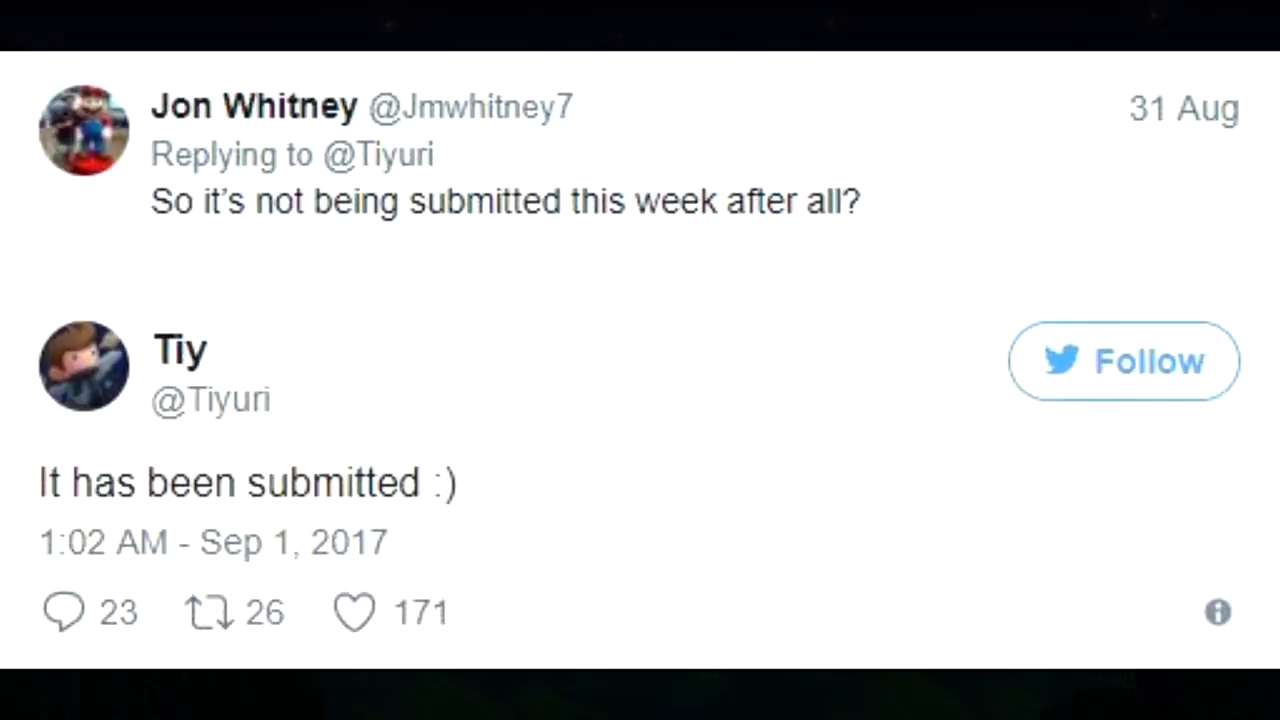 Jon Whitney @Jmwhitney7 31 Aug
Replying to @Tiyuri
So it's not being submitted this week after all?
Tiy
@Tiyuri
Follow
It has been submitted :)
1:02 AM - Sep 1, 2017
23 26 171